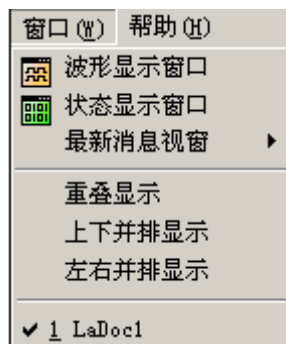 窗口(W) 帮助(H)
波形显示窗口
状态显示窗口
最新消息视窗
重叠显示
上下并排显示
左右并排显示
✔ 1 LaDoc1